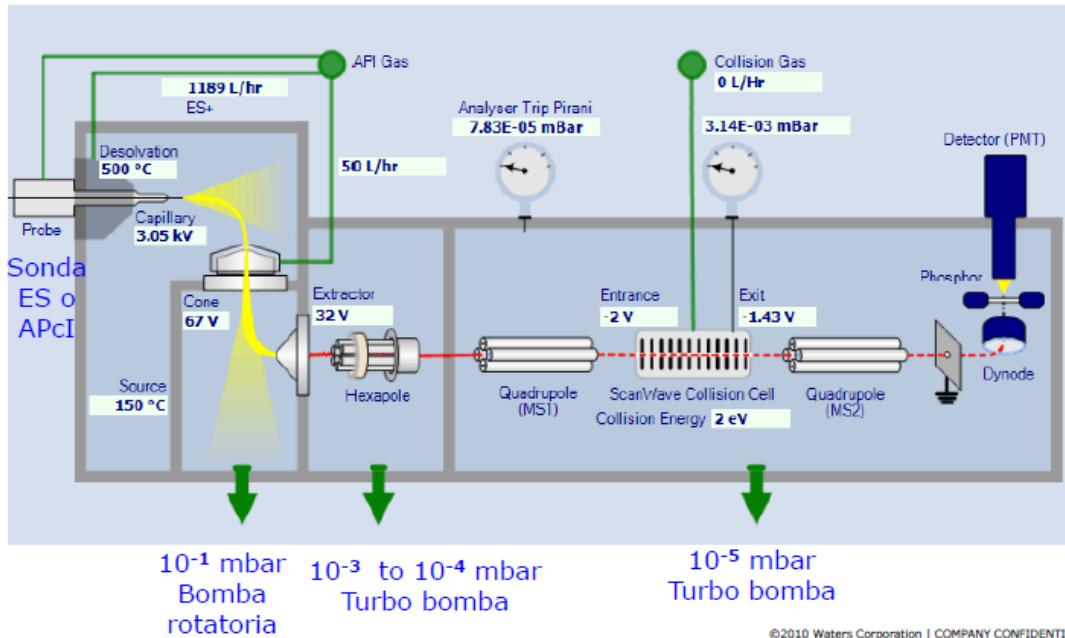 API Gas
1189 L/hr
ES+
Collision Gas
0 L/Hr
Analyser Trip Pirani
7.83E-05 mBar
3.14E-03 mBar
Detector (PMT)
Desolvation
500 °C
50 L/hr
Probe
Capillary
3.05 kV
Sonda
ES o
APcI
Cone
67 V
Extractor
32 V
Entrance
-2 V
Exit
-1.43 V
Phosphor
Source
150 °C
Hexapole
Quadrupole
(MS1)
ScanWave Collision Cell
Collision Energy 2 eV
Quadrupole
(MS2)
Dynode
10⁻¹ mbar
Bomba
rotatoria
10⁻³ to 10⁻⁴ mbar
Turbo bomba
10⁻⁵ mbar
Turbo bomba
©2010 Waters Corporation | COMPANY CONFIDENTI